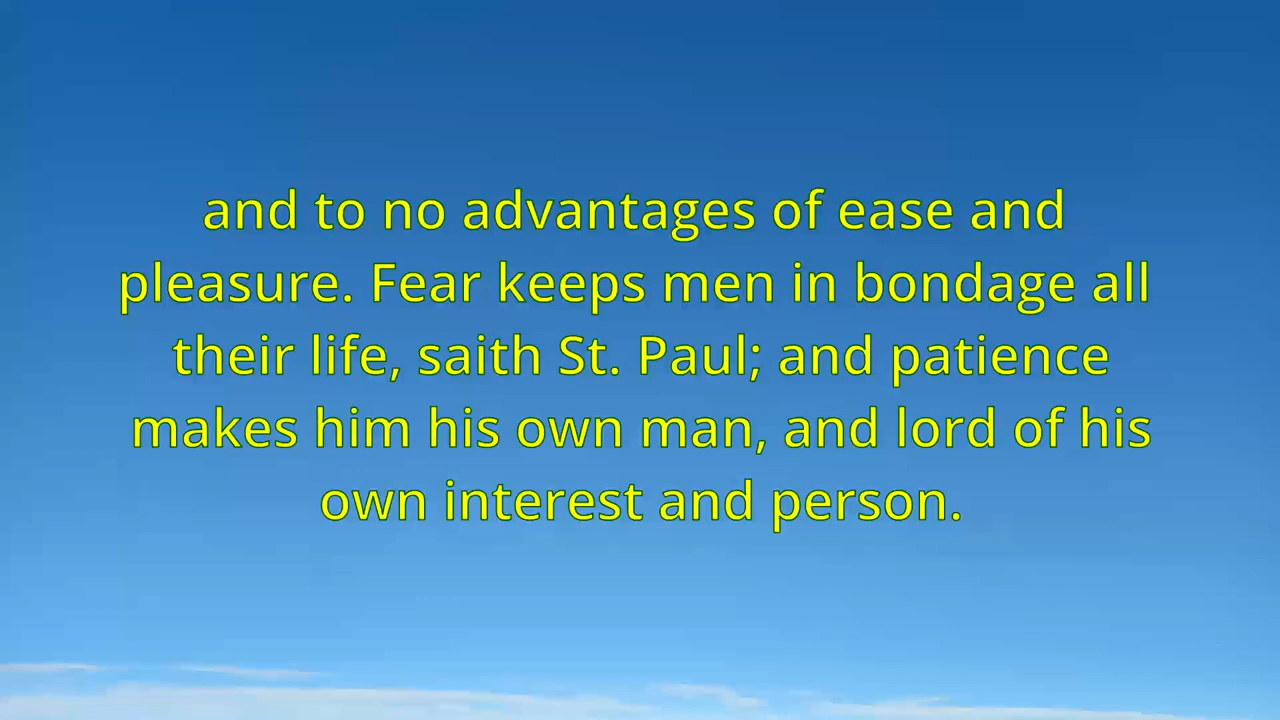 and to no advantages of ease and
pleasure. Fear keeps men in bondage all
their life, saith St. Paul; and patience
makes him his own man, and lord of his
own interest and person.